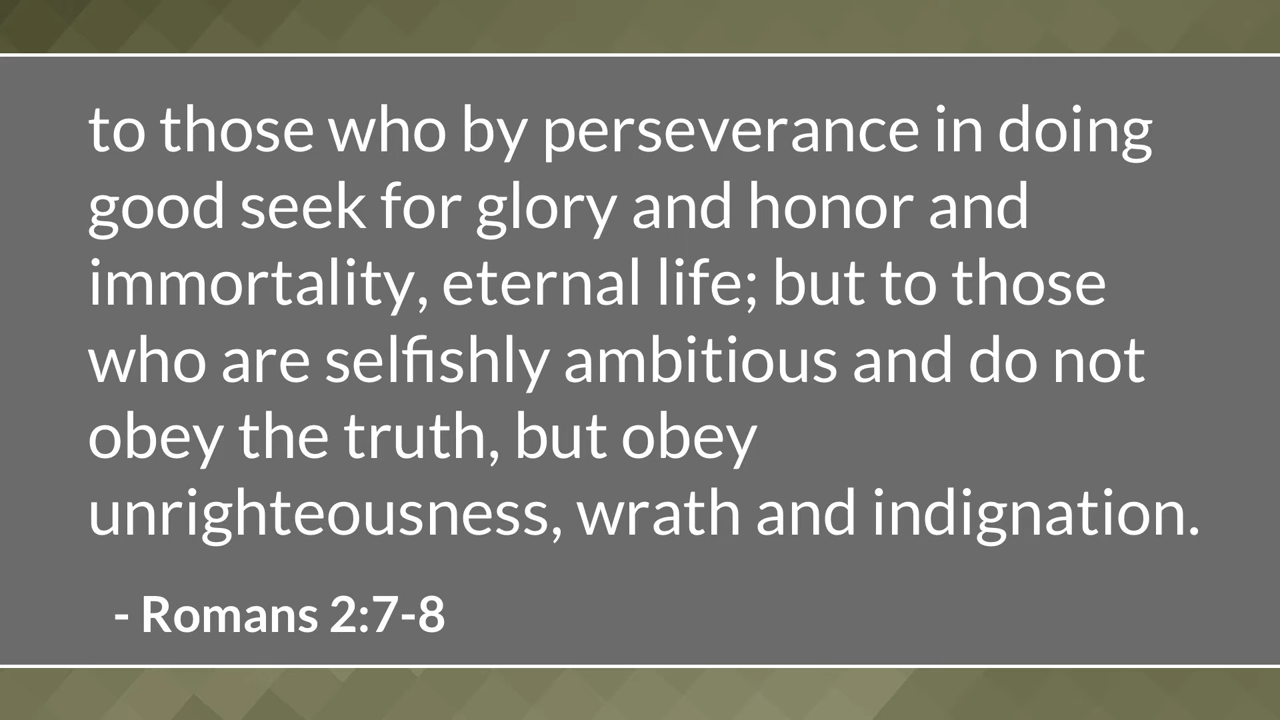 to those who by perseverance in doing
good seek for glory and honor and
immortality, eternal life; but to those
who are selfishly ambitious and do not
obey the truth, but obey
unrighteousness, wrath and indignation.
- Romans 2:7-8